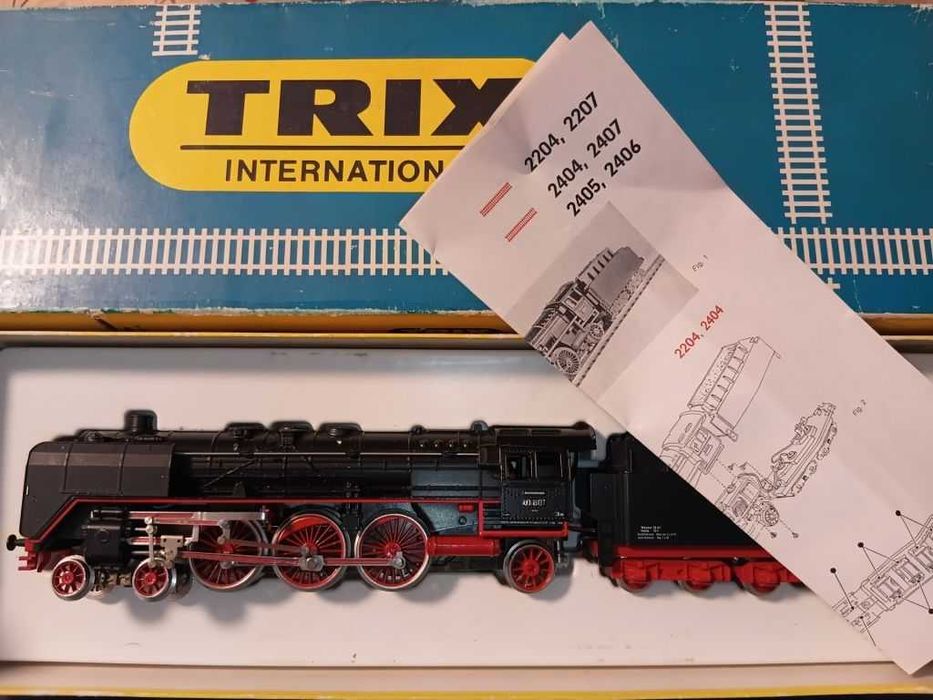 TRIX
INTERNATION
2204, 2207
2404, 2407
2405, 2406
Fig. 1
2204, 2404
Fig. 2